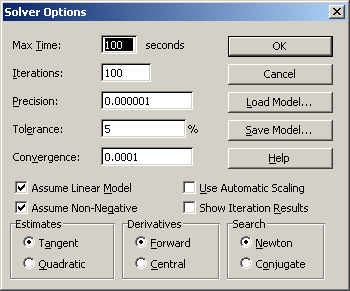 Solver Options
Max Time: 100 seconds OK
Iterations: 100 Cancel
Precision: 0.000001 Load Model...
Tolerance: 5 % Save Model...
Convergence: 0.0001 Help
Assume Linear Model Use Automatic Scaling
Assume Non-Negative Show Iteration Results
Estimates Derivatives Search
Tangent Forward Newton
Quadratic Central Conjugate